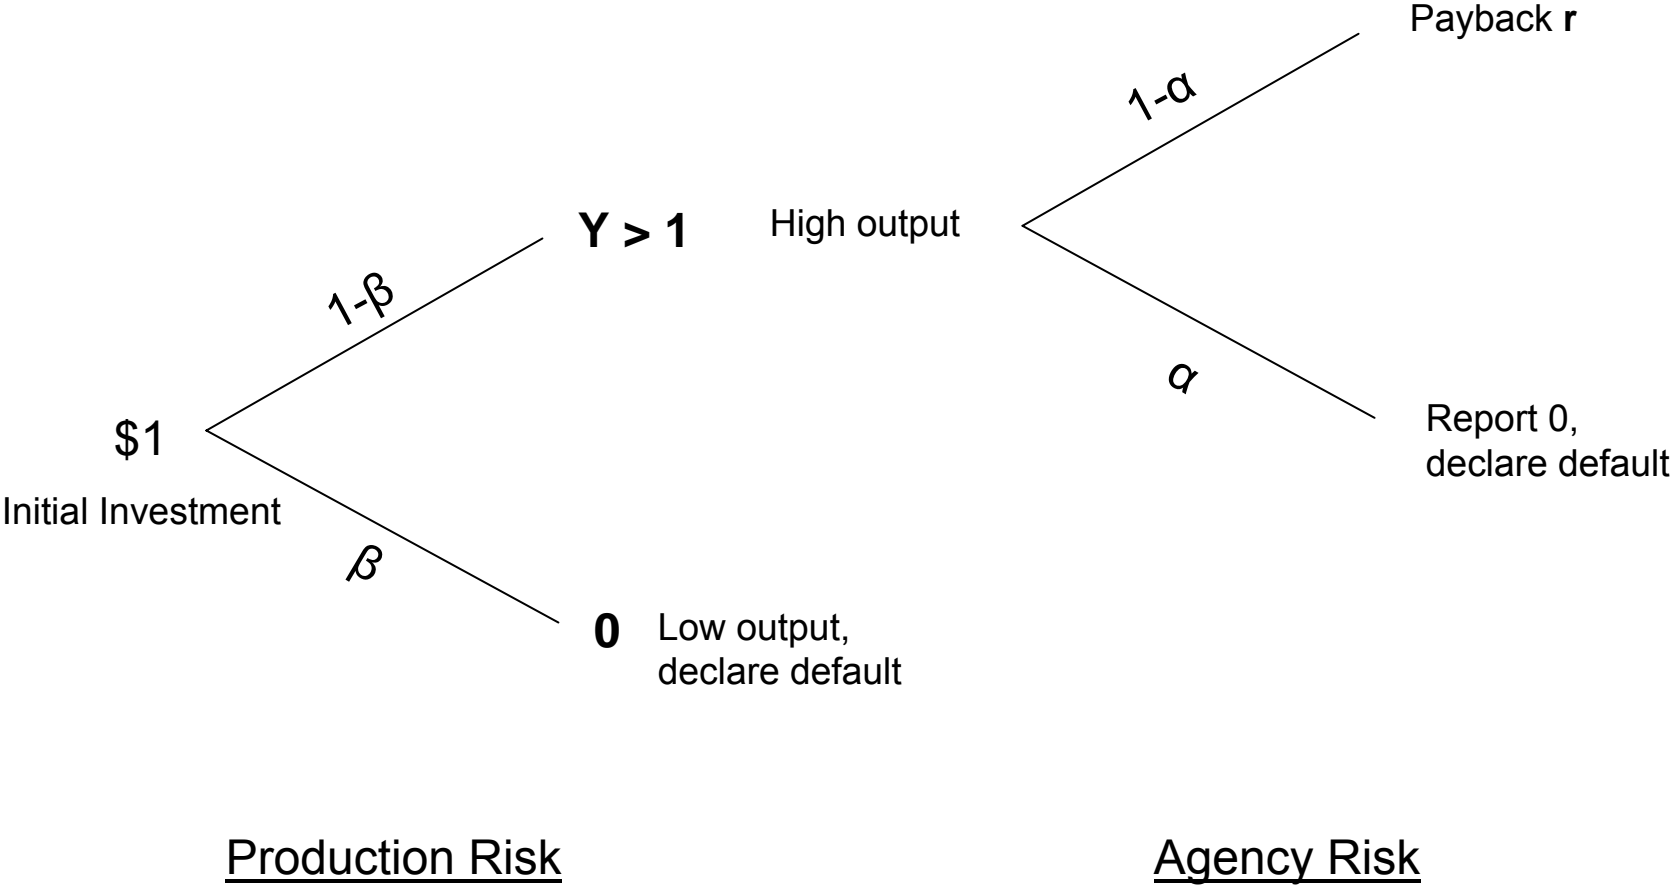 Payback r
1-α
Y > 1
High output
1-β
α
$1
Report 0,
declare default
Initial Investment
β
0
Low output,
declare default
Production Risk
Agency Risk